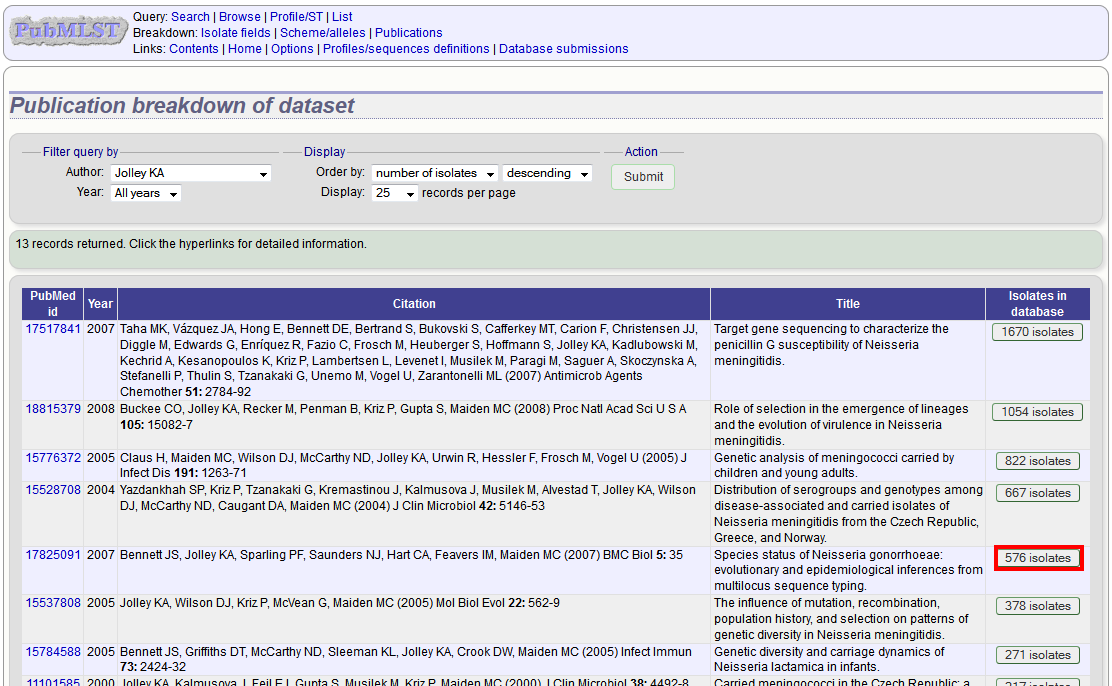 PubMLST
Query: Search | Browse | Profile/ST | List
Breakdown: Isolate fields | Scheme/alleles | Publications
Links: Contents | Home | Options | Profiles/sequences definitions | Database submissions
Publication breakdown of dataset
Filter query by
Author: Jolley KA
Year: All years
Display
Order by: number of isolates descending
Display: 25 records per page
Action
Submit
13 records returned. Click the hyperlinks for detailed information.
PubMed id Year Citation Title Isolates in database
17517841 2007 Taha MK, Vázquez JA, Hong E, Bennett DE, Bertrand S, Bukovski S, Cafferkey MT, Carion F, Christensen JJ,
Diggle M, Edwards G, Enríquez R, Fazio C, Frosch M, Heuberger S, Hoffmann S, Jolley KA, Kadlubowski M,
Kechrid A, Kesanopoulos K, Kriz P, Lambertsen L, Levenet I, Musilek M, Paragi M, Saguer A, Skoczynska A,
Stefanelli P, Thulin S, Tzanakaki G, Unemo M, Vogel U, Zarantonelli ML (2007) Antimicrob Agents
Chemother 51: 2784-92
Target gene sequencing to characterize the
penicillin G susceptibility of Neisseria
meningitidis.
1670 isolates
18815379 2008 Buckee CO, Jolley KA, Recker M, Penman B, Kriz P, Gupta S, Maiden MC (2008) Proc Natl Acad Sci U S A
105: 15082-7
Role of selection in the emergence of lineages
and the evolution of virulence in Neisseria
meningitidis.
1054 isolates
15776372 2005 Claus H, Maiden MC, Wilson DJ, McCarthy ND, Jolley KA, Urwin R, Hessler F, Frosch M, Vogel U (2005) J
Infect Dis 191: 1263-71
Genetic analysis of meningococci carried by
children and young adults.
822 isolates
15528708 2004 Yazdankhah SP, Kriz P, Tzanakaki G, Kremastinou J, Kalmusova J, Musilek M, Alvestad T, Jolley KA, Wilson
DJ, McCarthy ND, Caugant DA, Maiden MC (2004) J Clin Microbiol 42: 5146-53
Distribution of serogroups and genotypes among
disease-associated and carried isolates of
Neisseria meningitidis from the Czech Republic,
Greece, and Norway.
667 isolates
17825091 2007 Bennett JS, Jolley KA, Sparling PF, Saunders NJ, Hart CA, Feavers IM, Maiden MC (2007) BMC Biol 5: 35
Species status of Neisseria gonorrhoeae:
evolutionary and epidemiological inferences from
multilocus sequence typing.
576 isolates
15537808 2005 Jolley KA, Wilson DJ, Kriz P, McVean G, Maiden MC (2005) Mol Biol Evol 22: 562-9
The influence of mutation, recombination,
population history, and selection on patterns of
genetic diversity in Neisseria meningitidis.
378 isolates
15784588 2005 Bennett JS, Griffiths DT, McCarthy ND, Sleeman KL, Jolley KA, Crook DW, Maiden MC (2005) Infect Immun
73: 2424-32
Genetic diversity and carriage dynamics of
Neisseria lactamica in infants.
271 isolates
11101585 2000 Jolley KA, Kalmusova J, Feil EJ, Gupta S, Musilek M, Kriz P, Maiden MC (2000) J Clin Microbiol 38: 4492-8
Carried meningococci in the Czech Republic: a
217 isolates